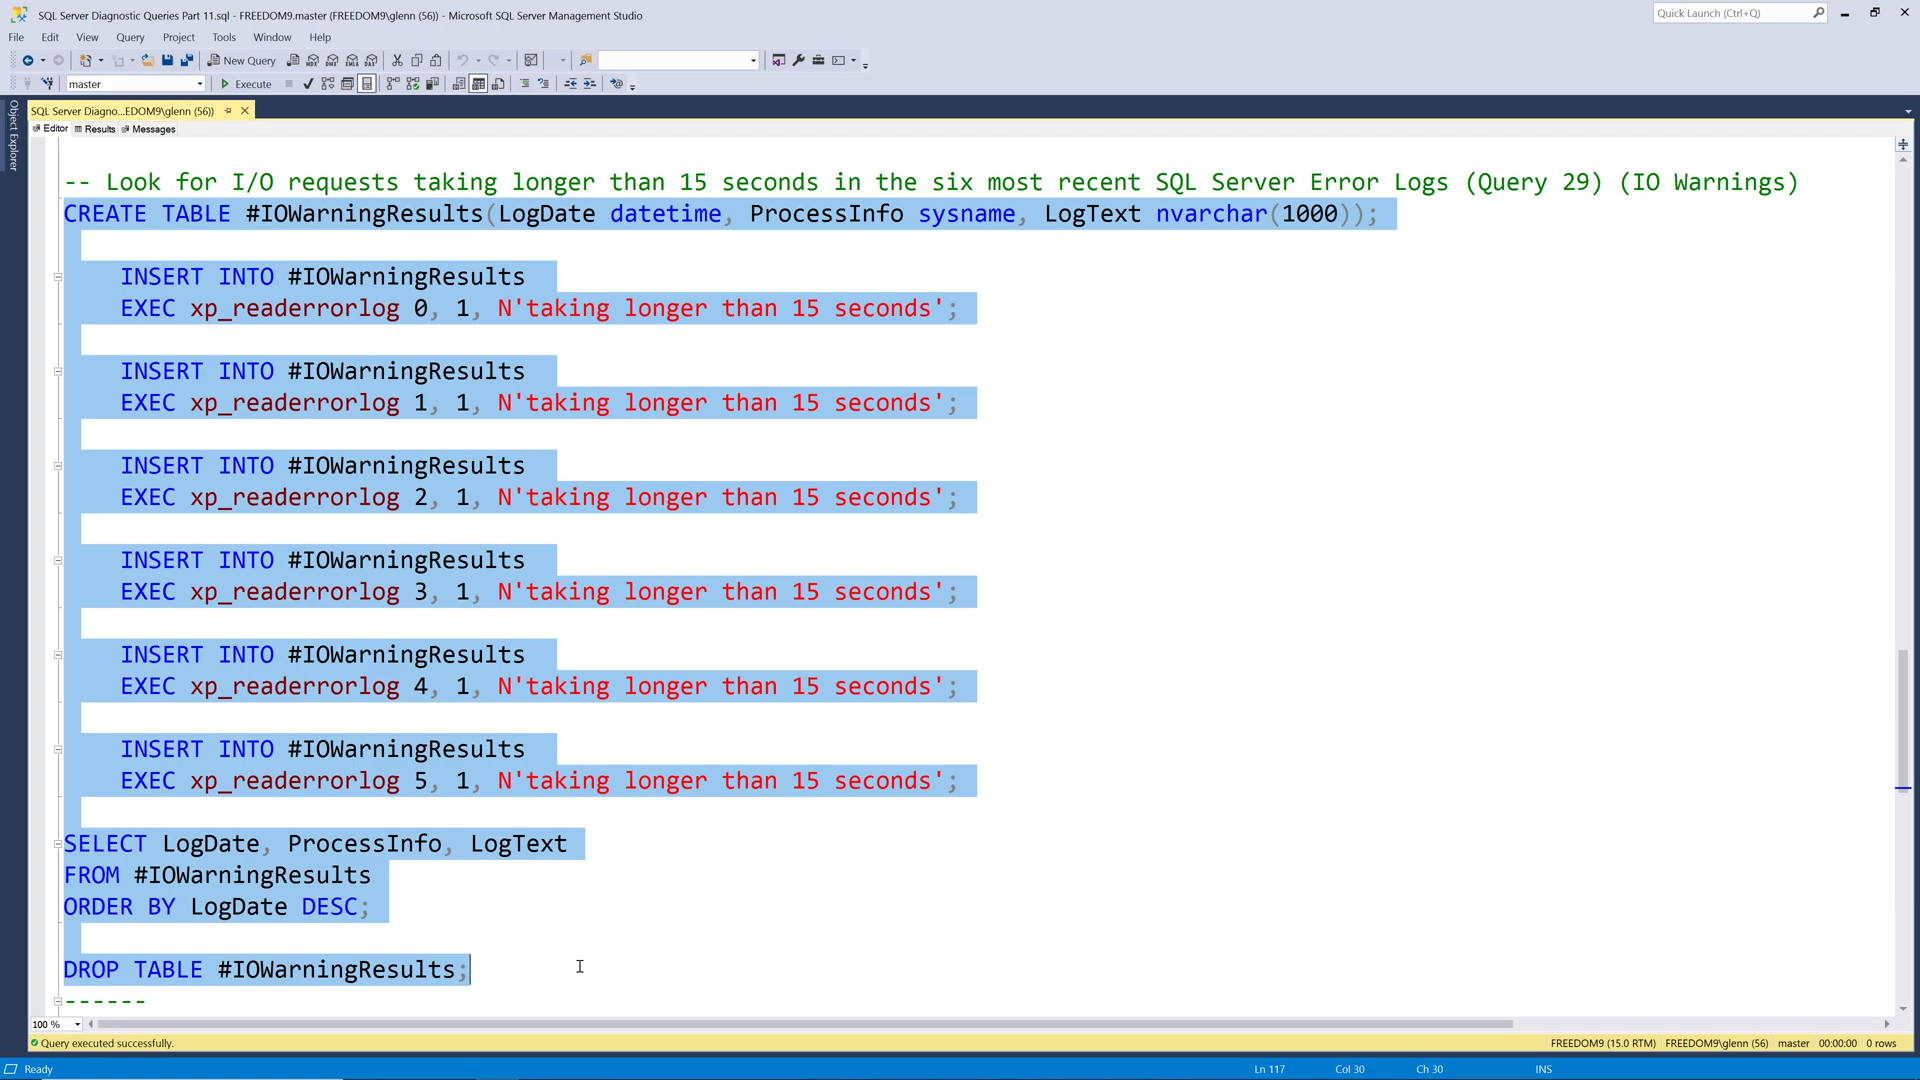 SQL Server Diagnostic Queries Part 11.sql - FREEDOM9.master (FREEDOM9\glenn (56)) - Microsoft SQL Server Management Studio
Quick Launch (Ctrl+Q)
File Edit View Query Project Tools Window Help
New Query
MDX DMX XMLA DAX
master
Execute
SQL Server Diagno...EDOM9\glenn (56))
Object Explorer
Editor Results Messages
-- Look for I/O requests taking longer than 15 seconds in the six most recent SQL Server Error Logs (Query 29) (IO Warnings)
CREATE TABLE #IOWarningResults(LogDate datetime, ProcessInfo sysname, LogText nvarchar(1000));
INSERT INTO #IOWarningResults
EXEC xp_readerrorlog 0, 1, N'taking longer than 15 seconds';
INSERT INTO #IOWarningResults
EXEC xp_readerrorlog 1, 1, N'taking longer than 15 seconds';
INSERT INTO #IOWarningResults
EXEC xp_readerrorlog 2, 1, N'taking longer than 15 seconds';
INSERT INTO #IOWarningResults
EXEC xp_readerrorlog 3, 1, N'taking longer than 15 seconds';
INSERT INTO #IOWarningResults
EXEC xp_readerrorlog 4, 1, N'taking longer than 15 seconds';
INSERT INTO #IOWarningResults
EXEC xp_readerrorlog 5, 1, N'taking longer than 15 seconds';
SELECT LogDate, ProcessInfo, LogText
FROM #IOWarningResults
ORDER BY LogDate DESC;
DROP TABLE #IOWarningResults;
------
100 %
Query executed successfully.
FREEDOM9 (15.0 RTM) FREEDOM9\glenn (56) master 00:00:00 0 rows
Ready
Ln 117 Col 30 Ch 30 INS